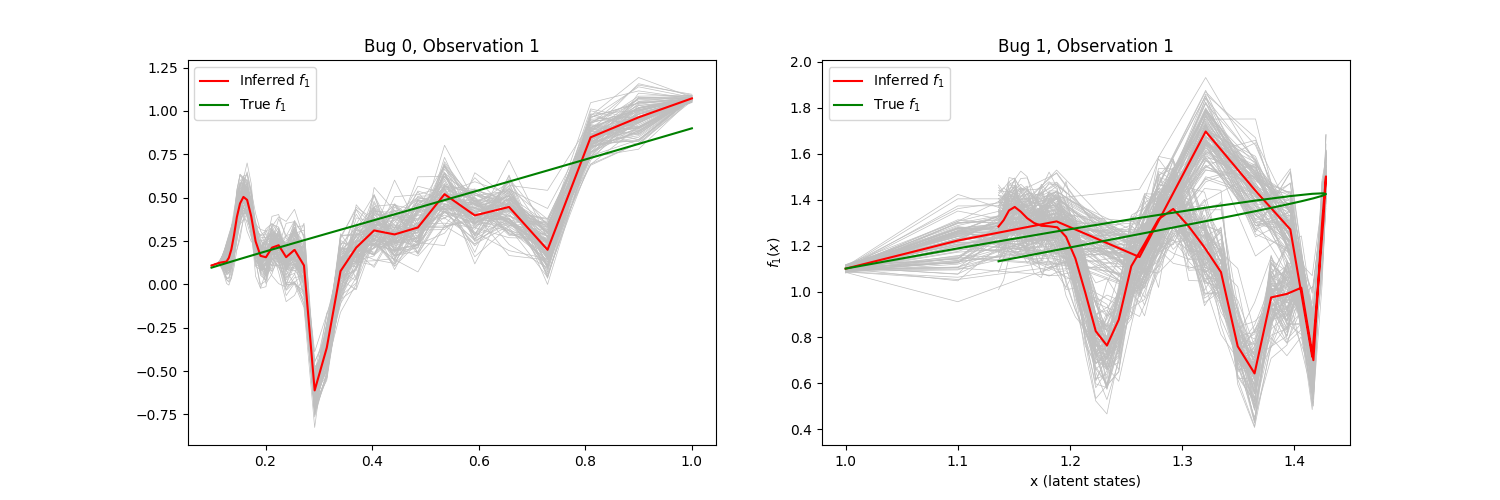 Bug 0, Observation 1
Inferred f₁
True f₁
1.25
1.00
0.75
0.50
0.25
0.00
−0.25
−0.50
−0.75
0.2 0.4 0.6 0.8 1.0
Bug 1, Observation 1
Inferred f₁
True f₁
f₁(x)
2.0
1.8
1.6
1.4
1.2
1.0
0.8
0.6
0.4
1.0 1.1 1.2 1.3 1.4
x (latent states)